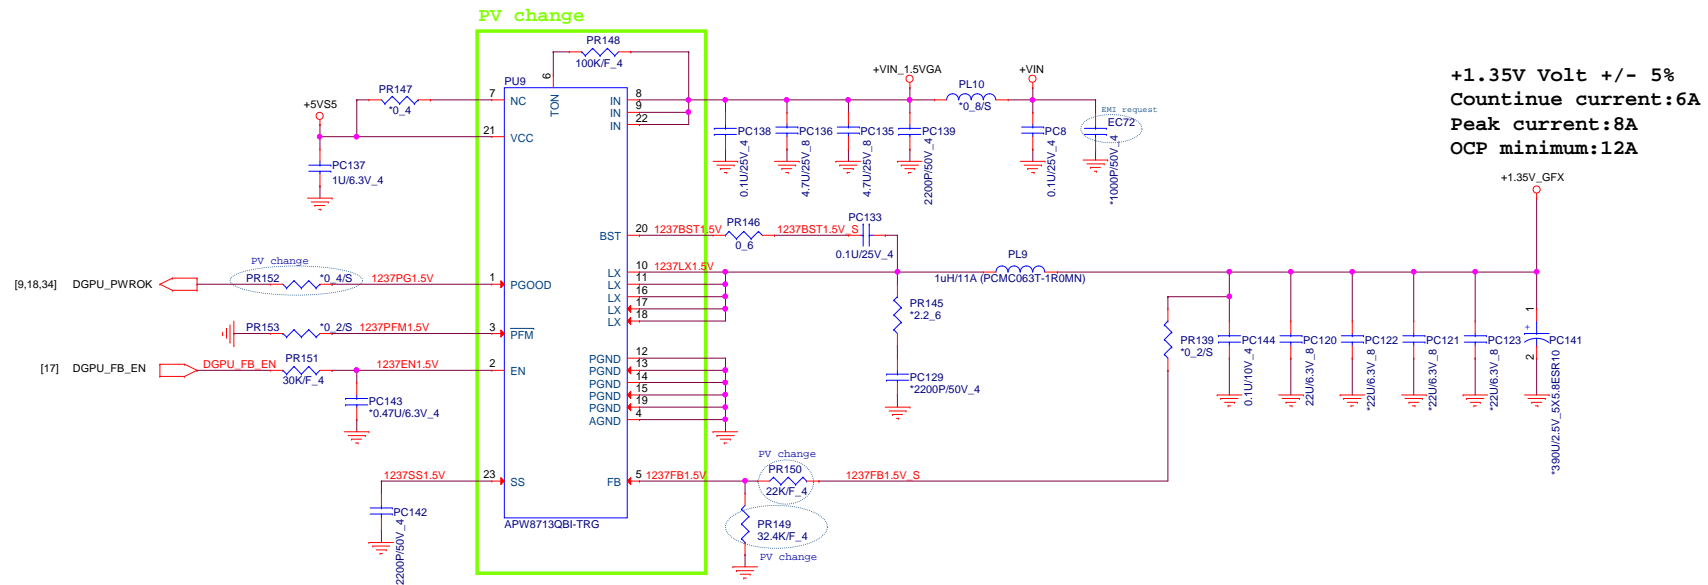 PV change
PR148
100K/F_4
6
TON
PU9
+5VS5
PR147
*0_4
7
NC
21
VCC
PC137
1U/6.3V_4
IN
8
IN
9
IN
22
+VIN_1.5VGA
PL10
*0_8/S
+VIN
EMI request
EC72
*1000P/50V_4
PC138
0.1U/25V_4
PC136
4.7U/25V_8
PC135
4.7U/25V_8
PC139
2200P/50V_4
PC8
0.1U/25V_4
+1.35V Volt +/- 5%
Countinue current:6A
Peak current:8A
OCP minimum:12A
+1.35V_GFX
BST
20
1237BST1.5V
PR146
0_6
1237BST1.5V_S
PC133
0.1U/25V_4
PV change
[9,18,34]
DGPU_PWROK
PR152
*0_4/S
1237PG1.5V
1
PGOOD
LX
10
1237LX1.5V
LX
11
LX
16
LX
17
LX
18
PL9
1uH/11A (PCMC063T-1R0MN)
PR145
*2.2_6
PC129
*2200P/50V_4
PR153
*0_2/S
1237PFM1.5V
3
PFM
[17]
DGPU_FB_EN
DGPU_FB_EN
PR151
30K/F_4
1237EN1.5V
2
EN
PC143
*0.47U/6.3V_4
PGND
12
PGND
13
PGND
14
PGND
15
PGND
19
AGND
4
PR139
*0_2/S
PC144
0.1U/10V_4
PC120
22U/6.3V_8
PC122
*22U/6.3V_8
PC121
*22U/6.3V_8
PC123
*22U/6.3V_8
1
+
PC141
2
*390U/2.5V_5X5.8ESR10
1237SS1.5V
23
SS
PC142
2200P/50V_4
FB
5
1237FB1.5V
PV change
PR150
22K/F_4
1237FB1.5V_S
APW8713QBI-TRG
PR149
32.4K/F_4
PV change